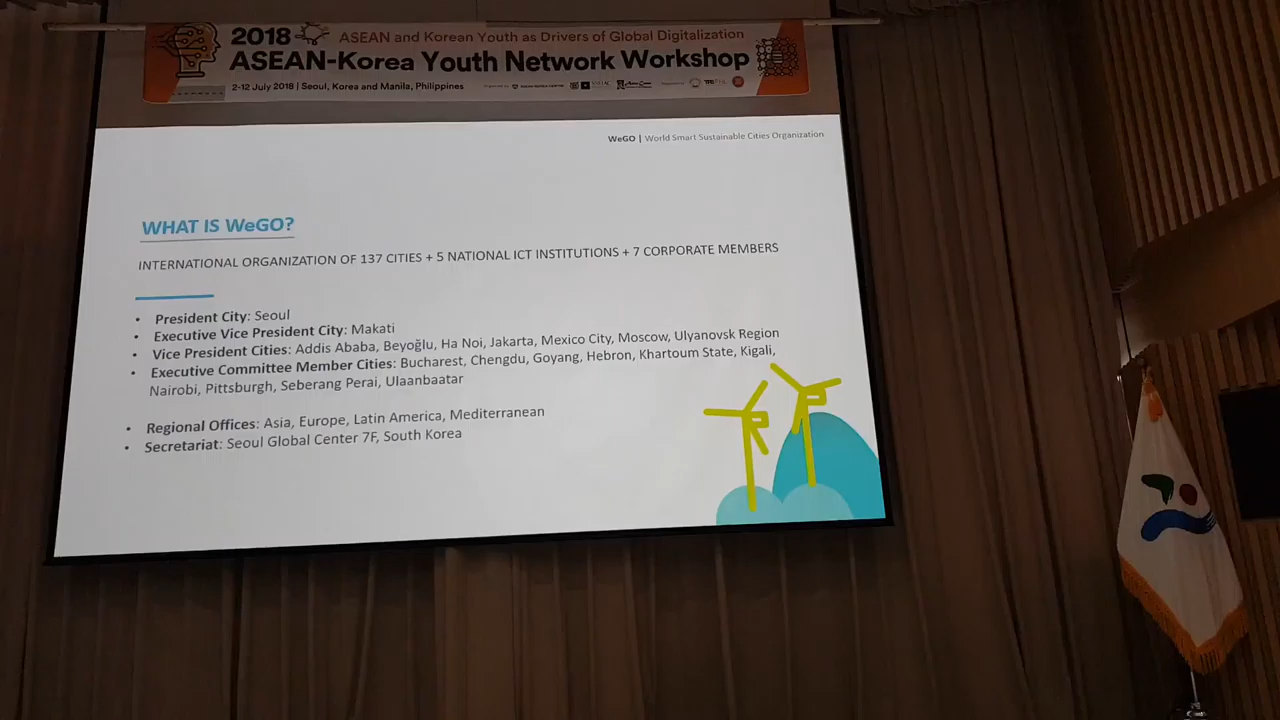 2018 ASEAN and Korean Youth as Drivers of Global Digitalization
ASEAN-Korea Youth Network Workshop
2-12 July 2018 | Seoul, Korea and Manila, Philippines
WeGO | World Smart Sustainable Cities Organization
WHAT IS WeGO?
INTERNATIONAL ORGANIZATION OF 137 CITIES + 5 NATIONAL ICT INSTITUTIONS + 7 CORPORATE MEMBERS
• President City: Seoul
• Executive Vice President City: Makati
• Vice President Cities: Addis Ababa, Beyoğlu, Ha Noi, Jakarta, Mexico City, Moscow, Ulyanovsk Region
• Executive Committee Member Cities: Bucharest, Chengdu, Goyang, Hebron, Khartoum State, Kigali,
Nairobi, Pittsburgh, Seberang Perai, Ulaanbaatar
• Regional Offices: Asia, Europe, Latin America, Mediterranean
• Secretariat: Seoul Global Center 7F, South Korea